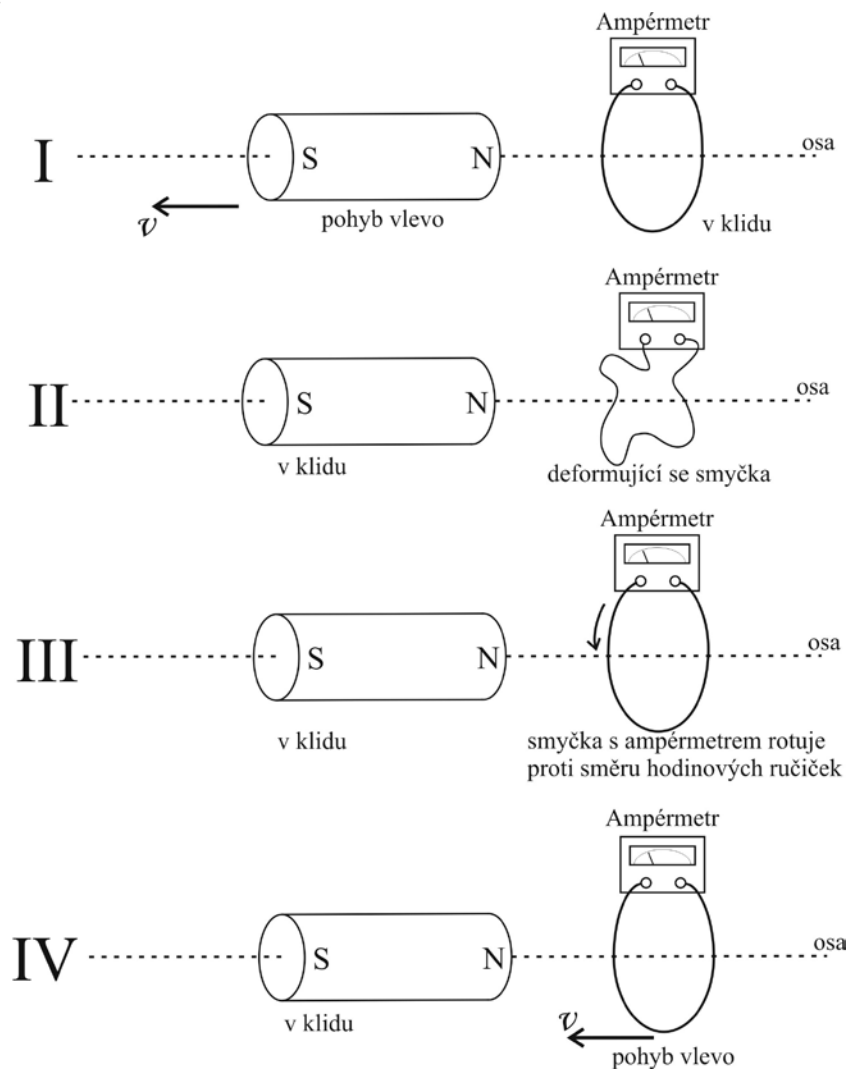 Ampérmetr
I
S
N
osa
v
pohyb vlevo
v klidu
Ampérmetr
II
S
N
osa
v klidu
deformující se smyčka
Ampérmetr
III
S
N
osa
v klidu
smyčka s ampérmetrem rotuje
proti směru hodinových ručiček
Ampérmetr
IV
S
N
osa
v klidu
v
pohyb vlevo